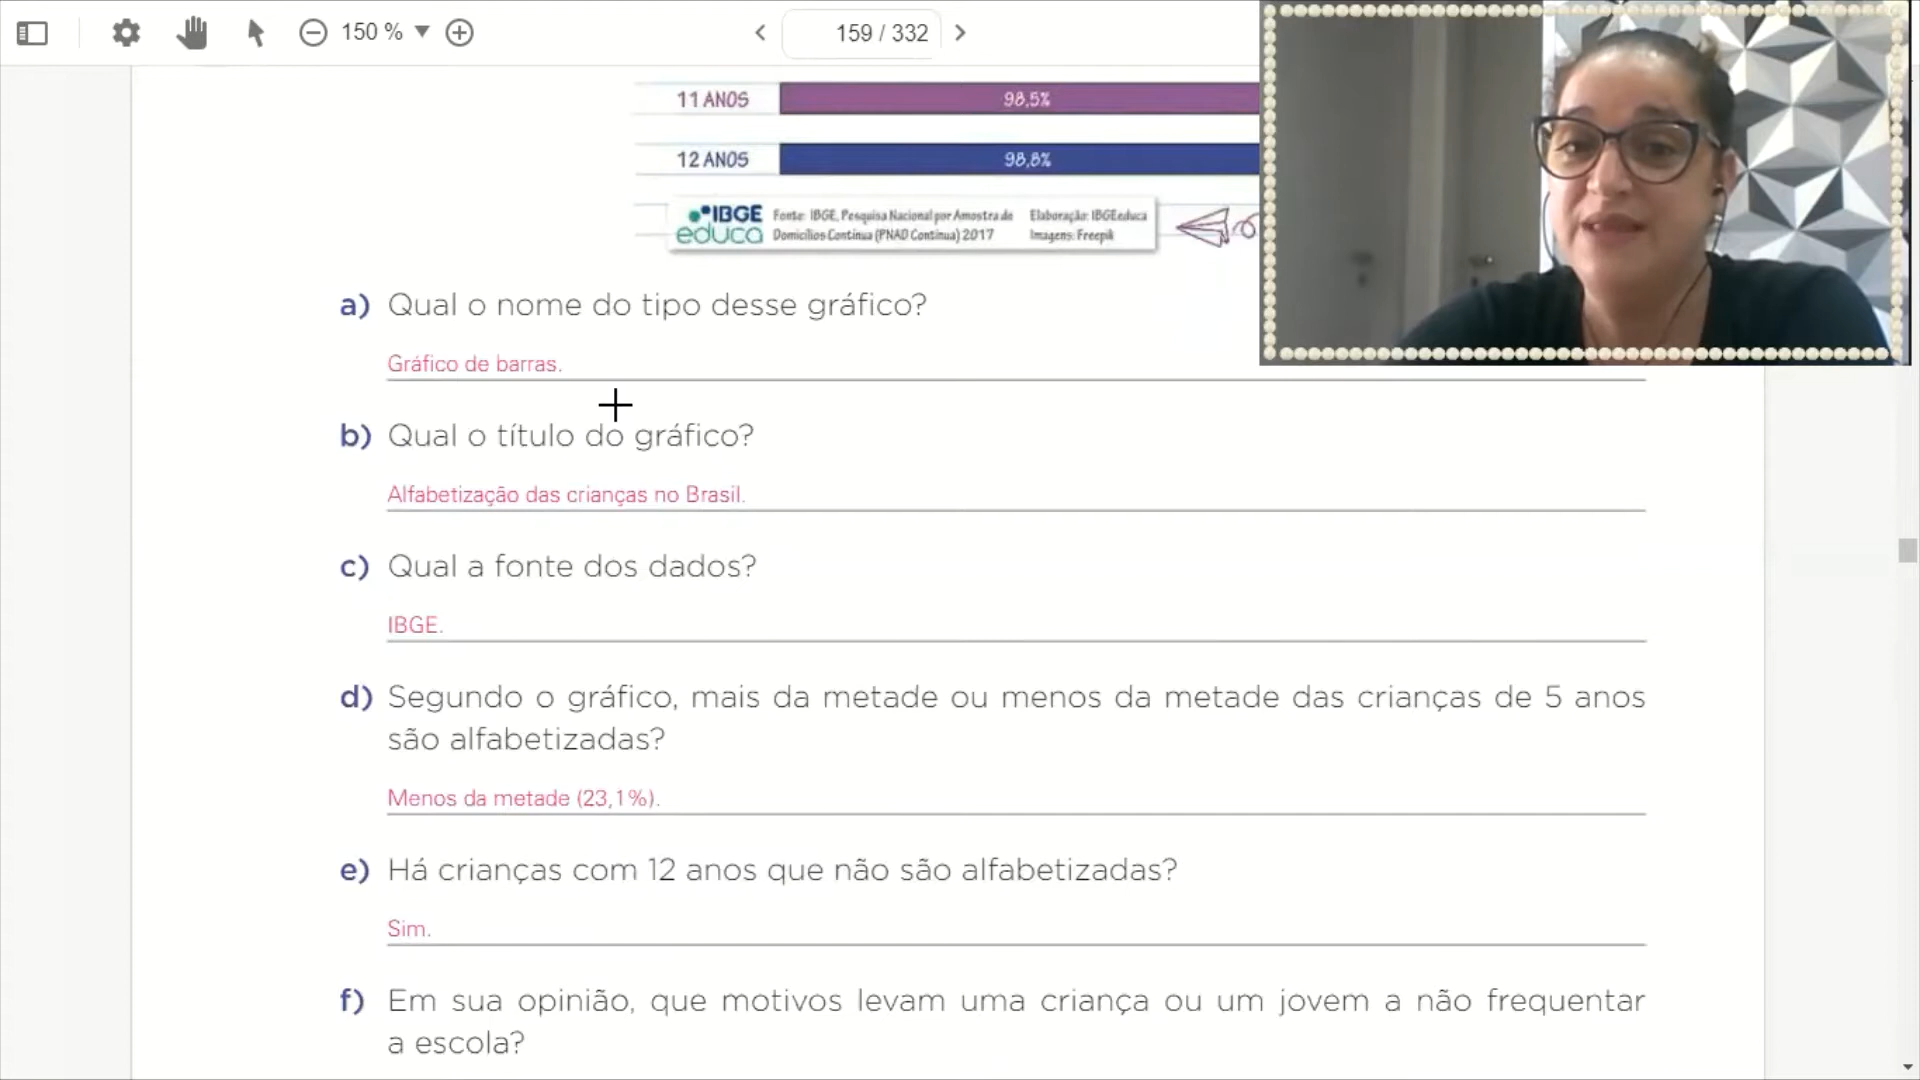 150 %
159 / 332
11 ANOS 98,5%
12 ANOS 98,8%
IBGE educa
Fonte: IBGE, Pesquisa Nacional por Amostra de
Domicílios Contínua (PNAD Contínua) 2017
Elaboração: IBGEeduca
Imagens: Freepik
a) Qual o nome do tipo desse gráfico?
Gráfico de barras.
b) Qual o título do gráfico?
Alfabetização das crianças no Brasil.
c) Qual a fonte dos dados?
IBGE.
d) Segundo o gráfico, mais da metade ou menos da metade das crianças de 5 anos
são alfabetizadas?
Menos da metade (23,1%).
e) Há crianças com 12 anos que não são alfabetizadas?
Sim.
f) Em sua opinião, que motivos levam uma criança ou um jovem a não frequentar
a escola?